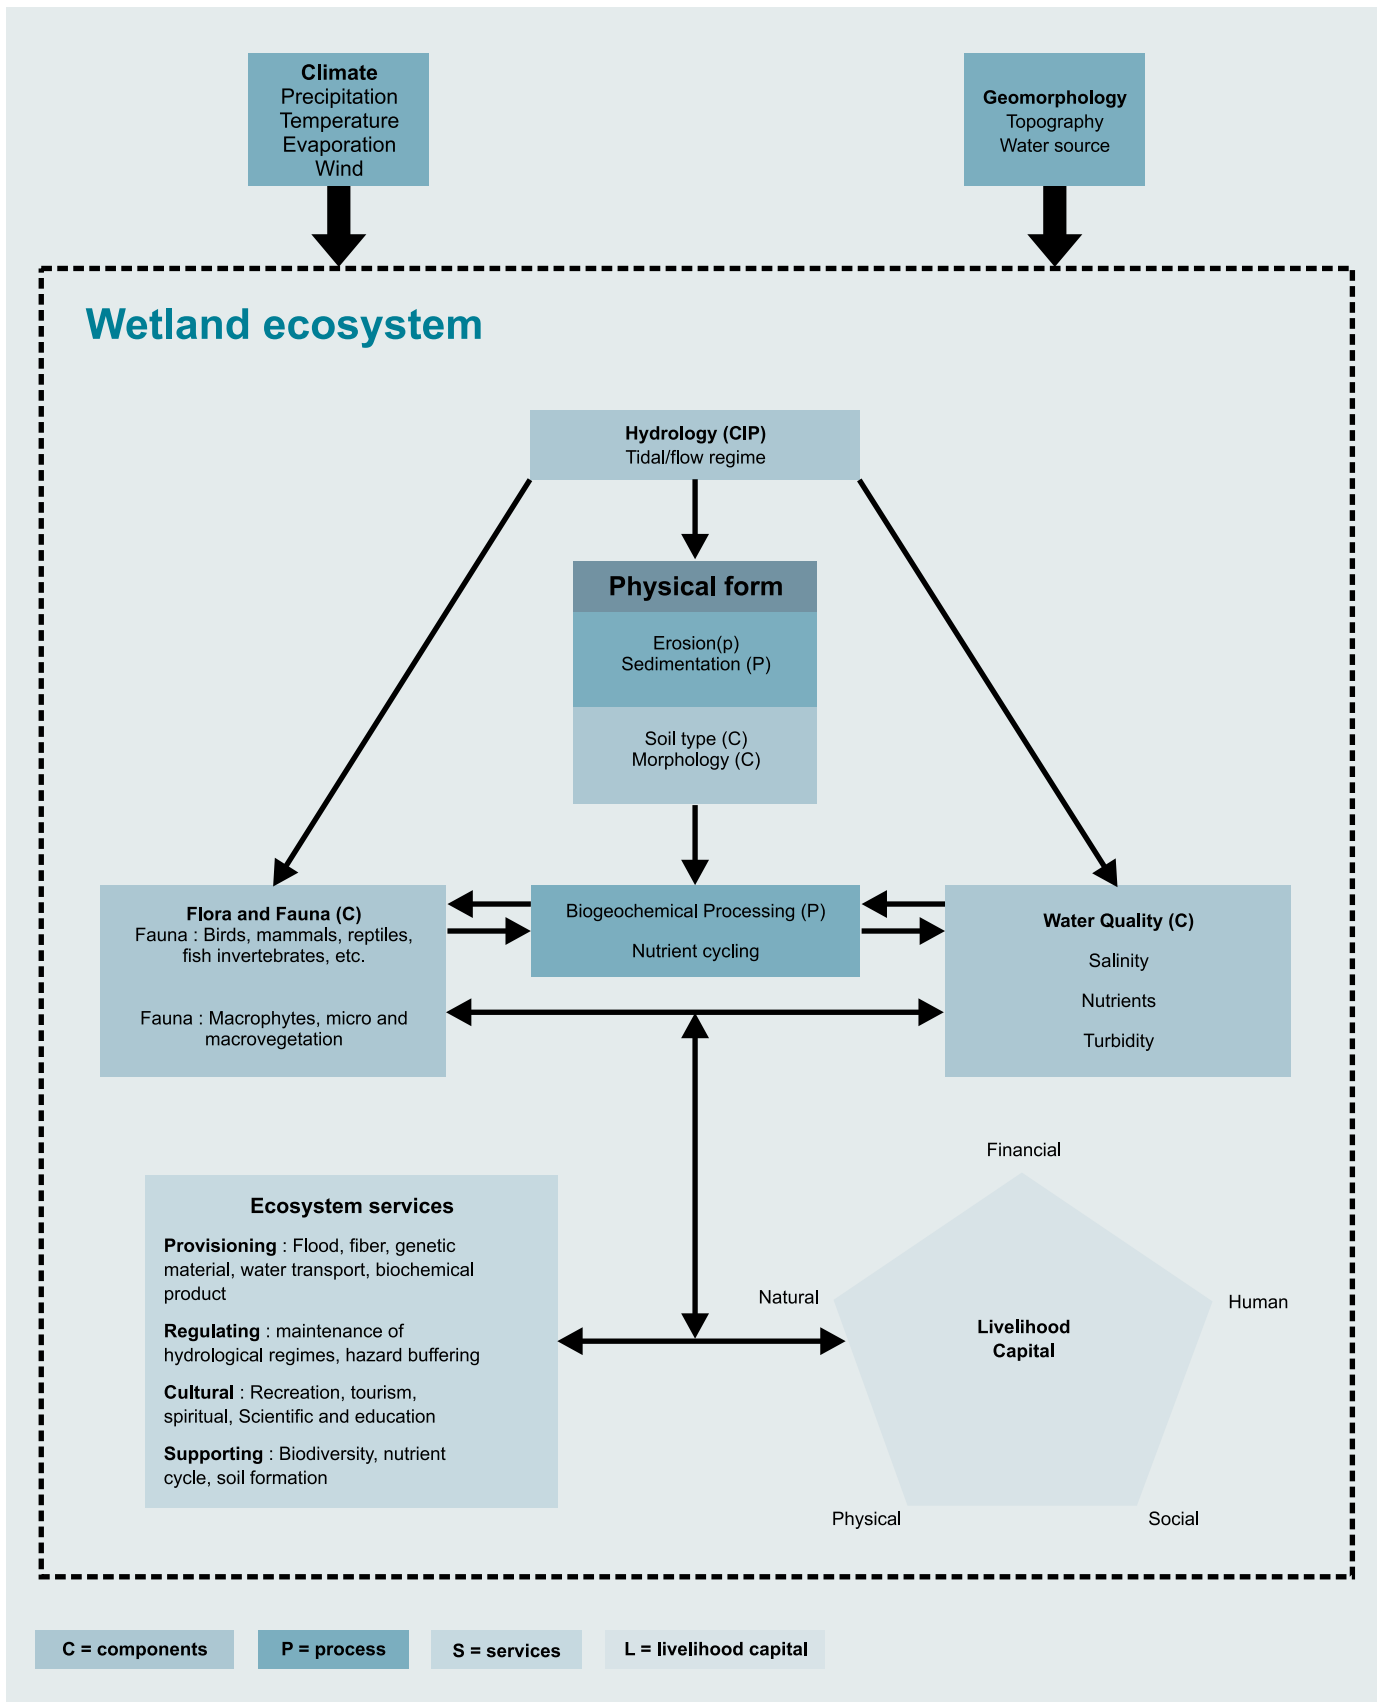 Climate
Precipitation
Temperature
Evaporation
Wind
Geomorphology
Topography
Water source
Wetland ecosystem
Hydrology (CIP)
Tidal/flow regime
Physical form
Erosion(p)
Sedimentation (P)
Soil type (C)
Morphology (C)
Flora and Fauna (C)
Fauna : Birds, mammals, reptiles,
fish invertebrates, etc.
Fauna : Macrophytes, micro and
macrovegetation
Biogeochemical Processing (P)
Nutrient cycling
Water Quality (C)
Salinity
Nutrients
Turbidity
Ecosystem services
Provisioning : Flood, fiber, genetic
material, water transport, biochemical
product
Regulating : maintenance of
hydrological regimes, hazard buffering
Cultural : Recreation, tourism,
spiritual, Scientific and education
Supporting : Biodiversity, nutrient
cycle, soil formation
Financial
Natural
Human
Livelihood
Capital
Physical
Social
C = components
P = process
S = services
L = livelihood capital